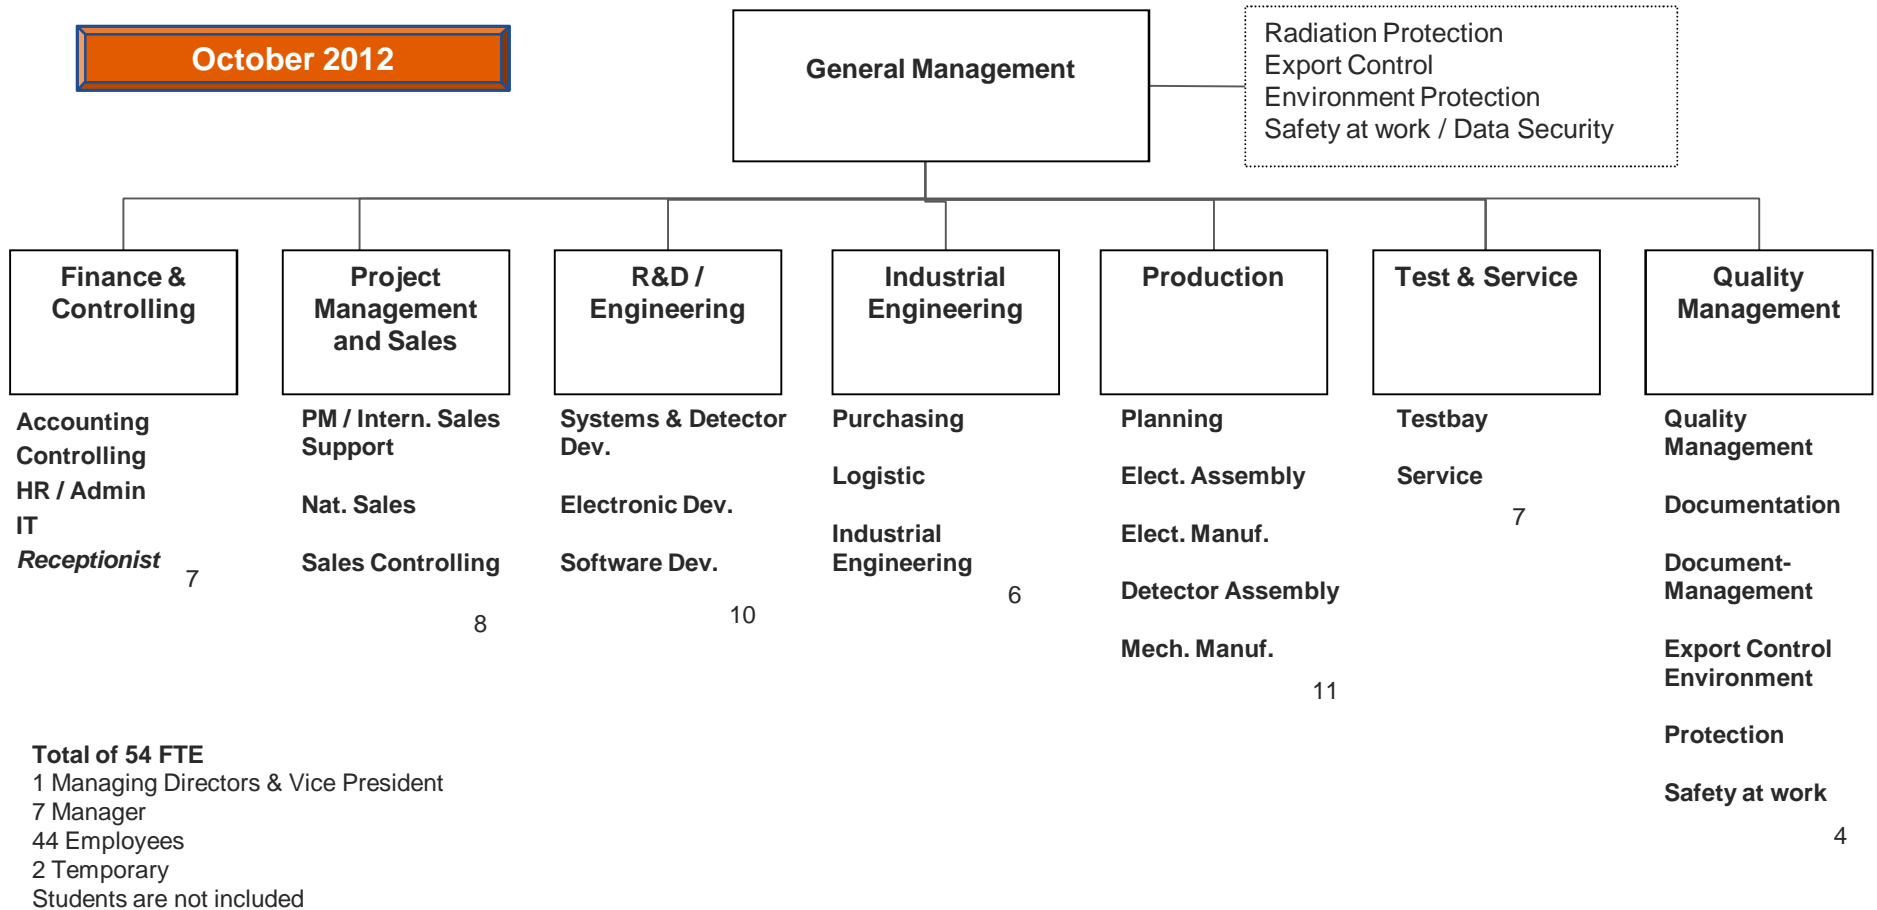 October 2012
General Management
Radiation Protection
Export Control
Environment Protection
Safety at work / Data Security
Finance &
Controlling
Project
Management
and Sales
R&D /
Engineering
Industrial
Engineering
Production
Test & Service
Quality
Management
Accounting
Controlling
HR / Admin
IT
Receptionist
7
PM / Intern. Sales
Support
Nat. Sales
Sales Controlling
8
Systems & Detector
Dev.
Electronic Dev.
Software Dev.
10
Purchasing
Logistic
Industrial
Engineering
6
Planning
Elect. Assembly
Elect. Manuf.
Detector Assembly
Mech. Manuf.
11
Testbay
Service
7
Quality
Management
Documentation
Document-
Management
Export Control
Environment
Protection
Safety at work
4
Total of 54 FTE
1 Managing Directors & Vice President
7 Manager
44 Employees
2 Temporary
Students are not included